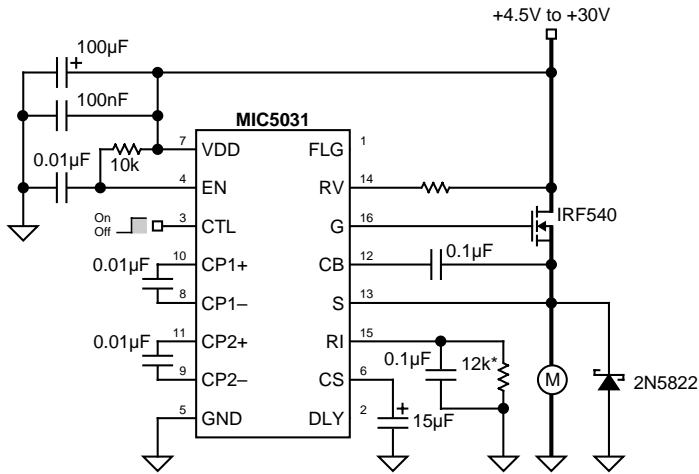 +4.5V to +30V
100µF
+
100nF
MIC5031
0.01µF
10k
7 VDD FLG 1
4 EN RV 14
On
Off
3 CTL G 16
IRF540
10 CP1+ CB 12
0.1µF
0.01µF
8 CP1– S 13
11 CP2+ RI 15
0.01µF
0.1µF
12k*
9 CP2– CS 6
M
2N5822
+
15µF
5 GND DLY 2